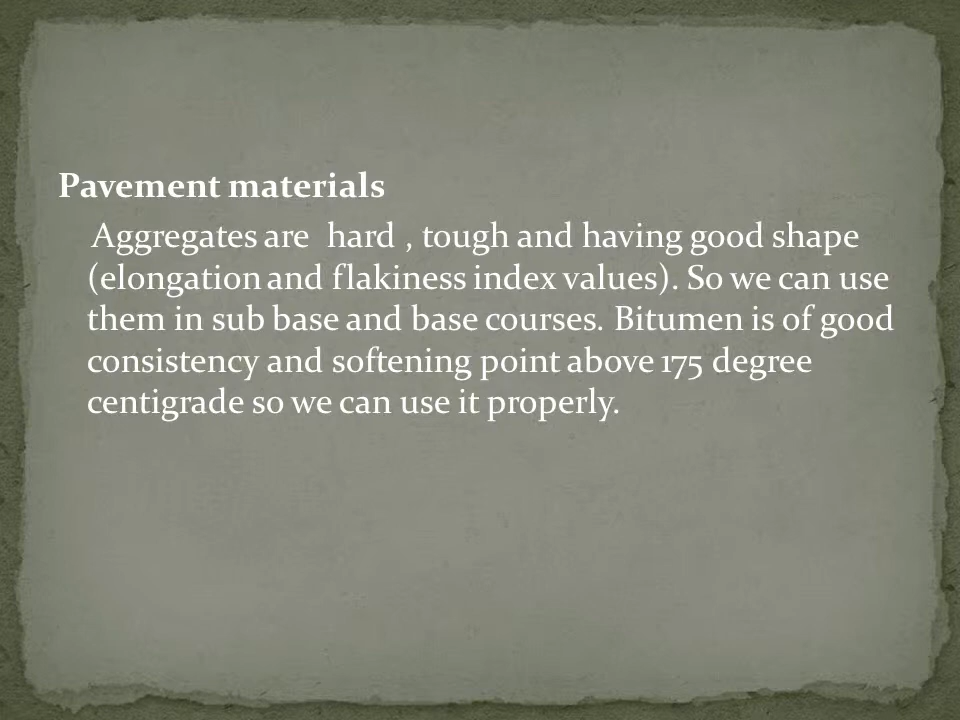 Pavement materials
Aggregates are  hard , tough and having good shape
(elongation and flakiness index values). So we can use
them in sub base and base courses. Bitumen is of good
consistency and softening point above 175 degree
centigrade so we can use it properly.